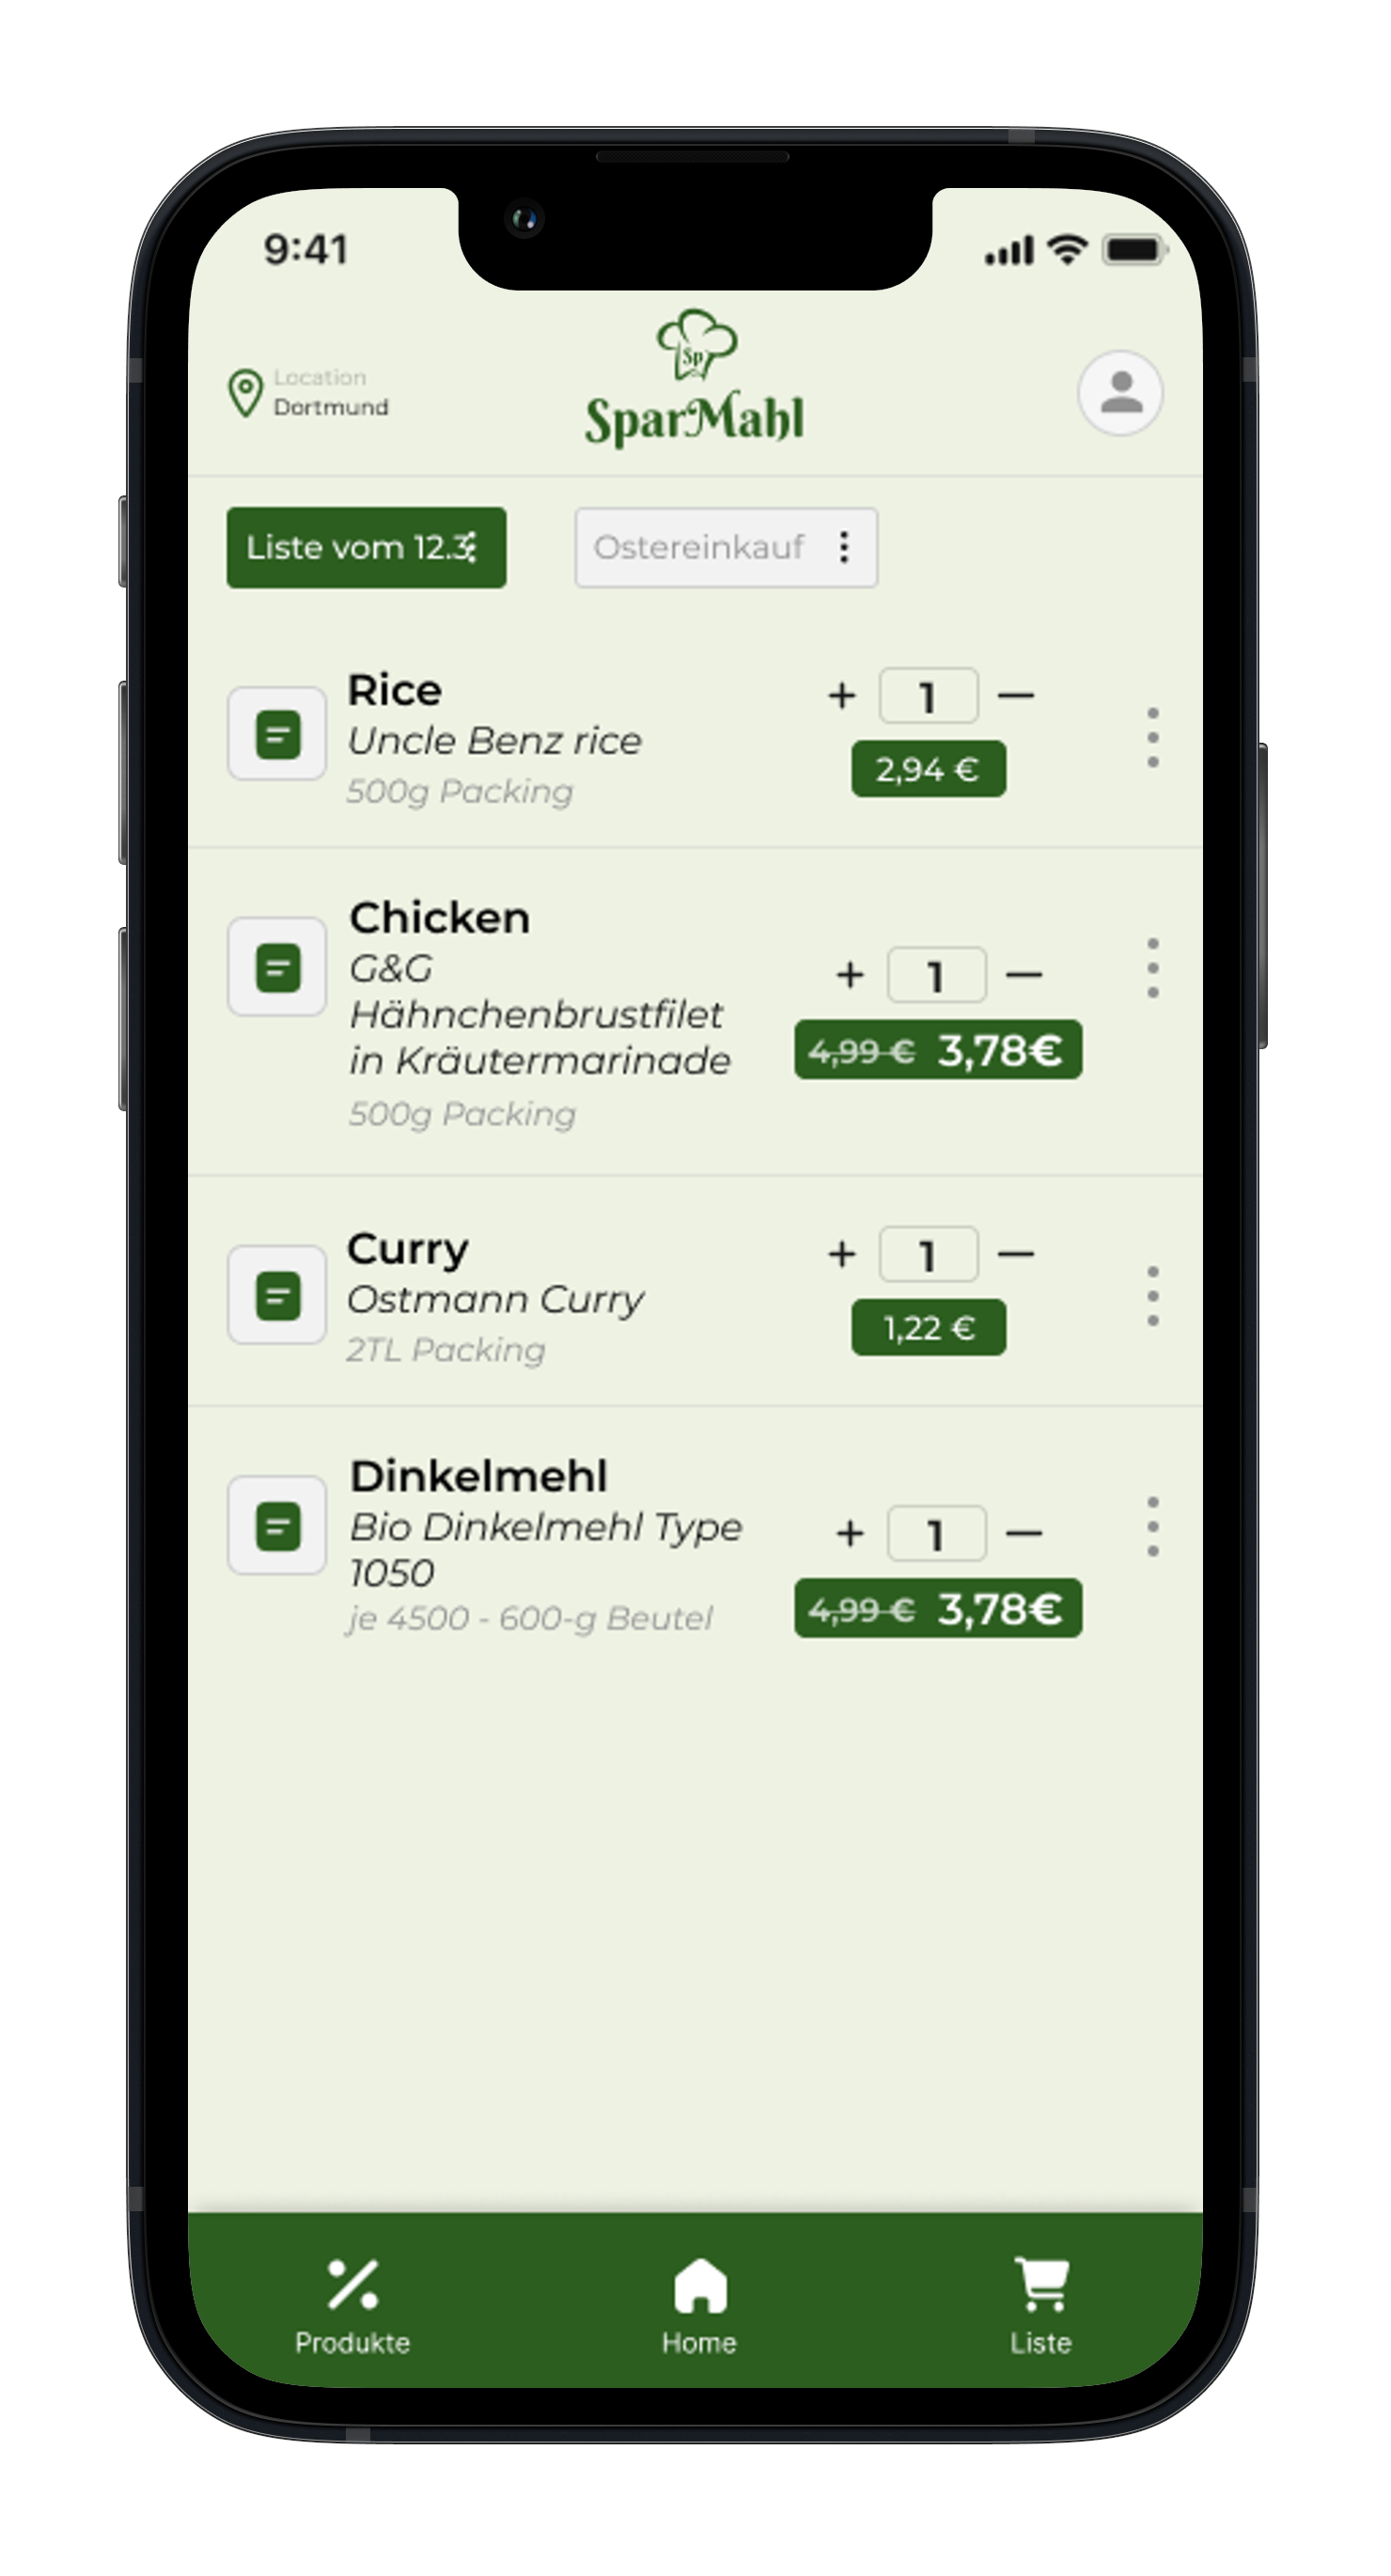 9:41
Location
Dortmund
Sp
SparMahl
Liste vom 12.3
Ostereinkauf
Rice
Uncle Benz rice
500g Packing
+ 1 —
2,94 €
Chicken
G&G
Hähnchenbrustfilet
in Kräutermarinade
500g Packing
+ 1 —
4,99 € 3,78€
Curry
Ostmann Curry
2TL Packing
+ 1 —
1,22 €
Dinkelmehl
Bio Dinkelmehl Type
1050
je 4500 - 600-g Beutel
+ 1 —
4,99 € 3,78€
Produkte
Home
Liste